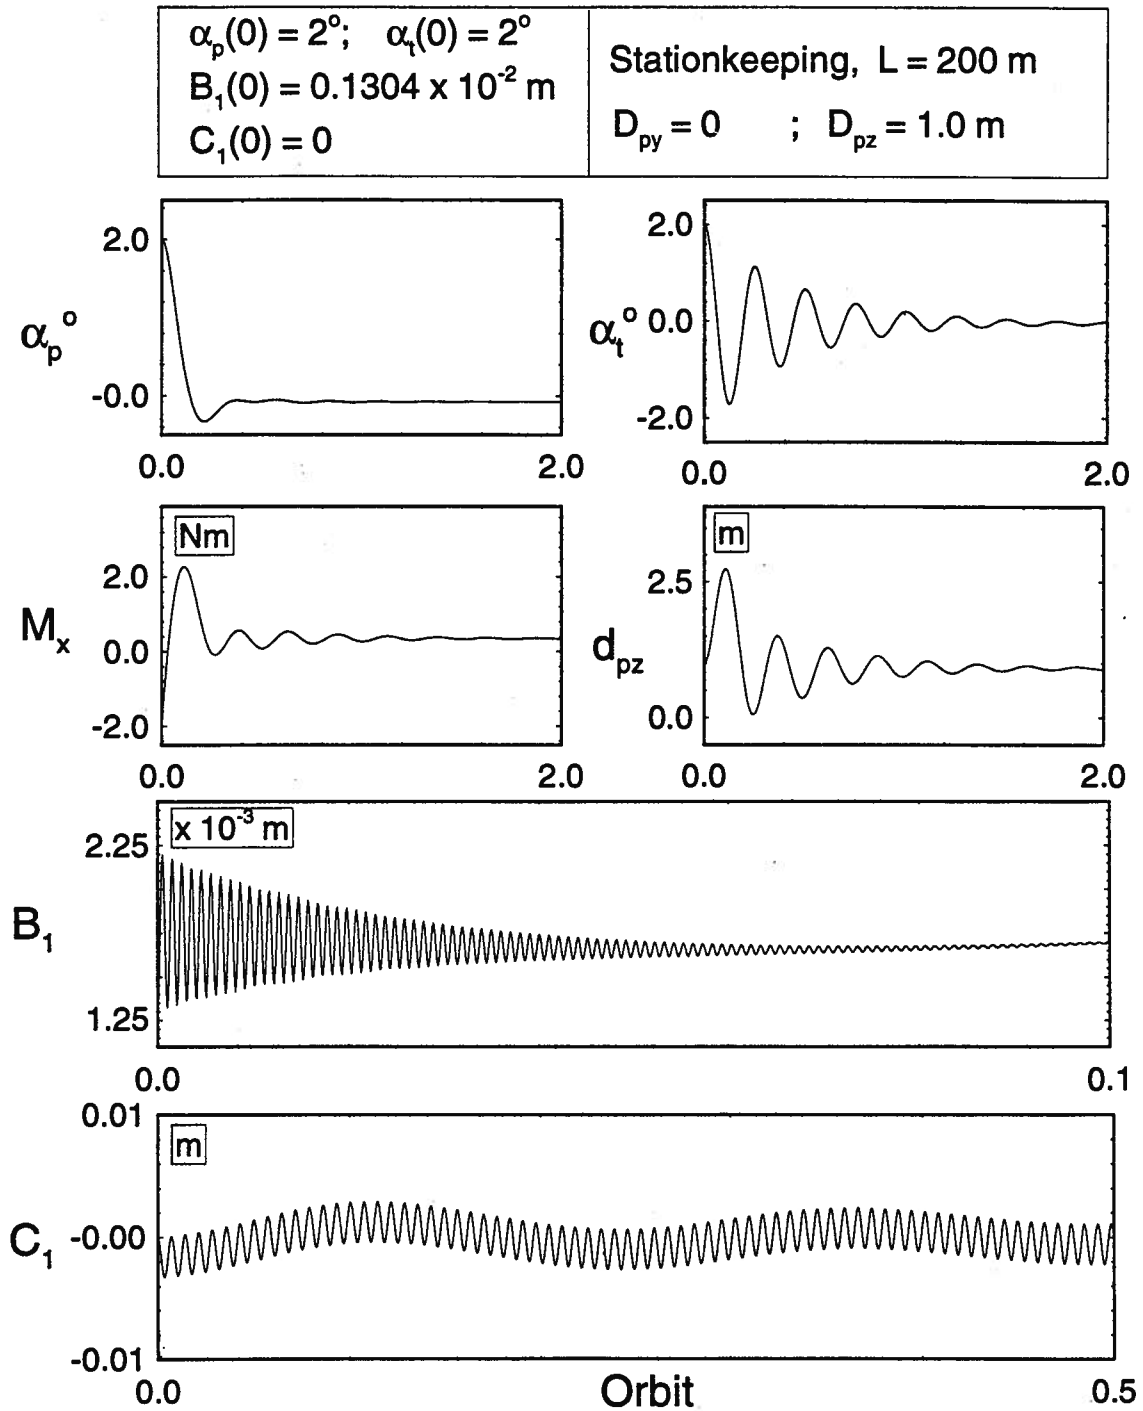 αp(0) = 2°; αt(0) = 2°
B1(0) = 0.1304 x 10-2 m
C1(0) = 0
Stationkeeping, L = 200 m
Dpy = 0 ; Dpz = 1.0 m
2.0
αp°
-0.0
0.0 2.0
2.0
αt°
0.0
-2.0
0.0 2.0
Nm
2.0
Mx
0.0
-2.0
0.0 2.0
m
2.5
dpz
0.0
0.0 2.0
x 10-3 m
2.25
B1
1.25
0.0 0.1
0.01
m
C1
-0.00
-0.01
0.0 Orbit 0.5